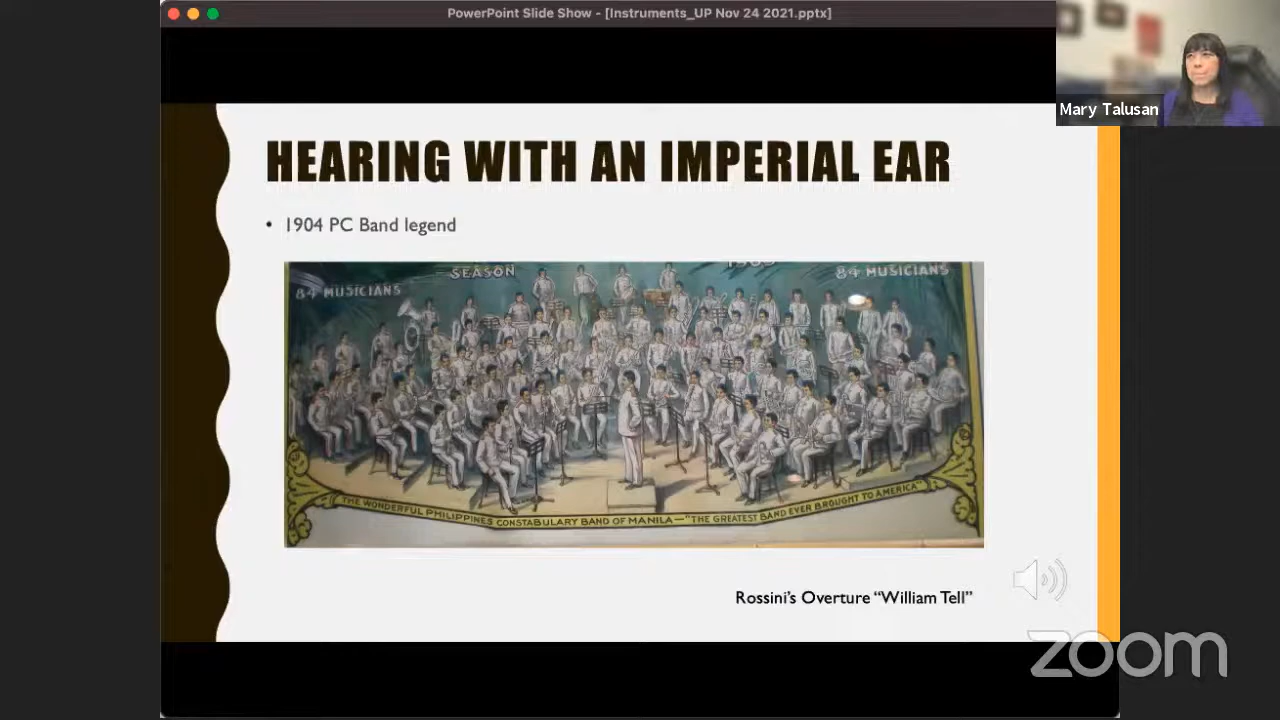 PowerPoint Slide Show - [Instruments_UP Nov 24 2021.pptx]
Mary Talusan
HEARING WITH AN IMPERIAL EAR
• 1904 PC Band legend
84 MUSICIANS
SEASON
84 MUSICIANS
"THE WONDERFUL PHILIPPINES CONSTABULARY BAND OF MANILA—"THE GREATEST BAND EVER BROUGHT TO AMERICA"
Rossini's Overture "William Tell"
zoom